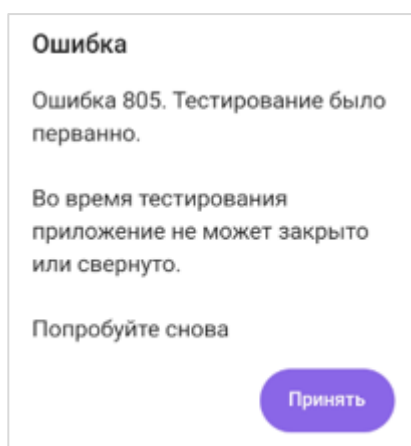 Ошибка
Ошибка 805. Тестирование было
перванно.
Во время тестирования
приложение не может закрыто
или свернуто.
Попробуйте снова
Принять